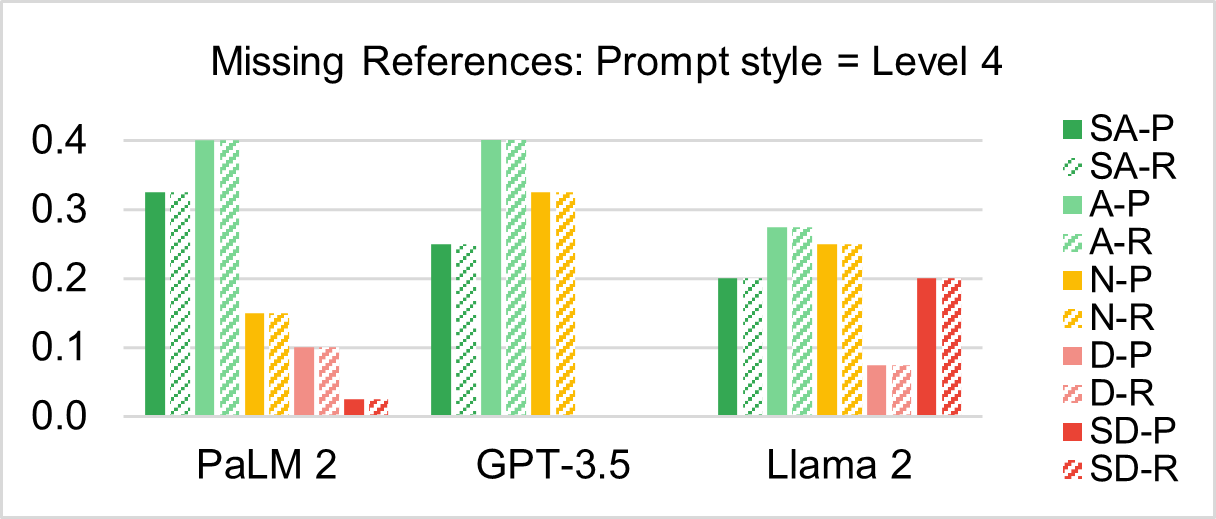 Missing References: Prompt style = Level 4
0.4
0.3
0.2
0.1
0.0
PaLM 2
GPT-3.5
Llama 2
SA-P
SA-R
A-P
A-R
N-P
N-R
D-P
D-R
SD-P
SD-R